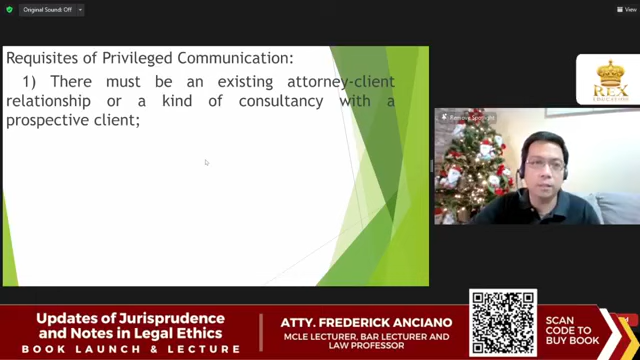 Original Sound: Off
View
Requisites of Privileged Communication:
1) There must be an existing attorney-client
relationship or a kind of consultancy with a
prospective client;
REX
EDUCATION
Remove Spotlight
Updates of Jurisprudence
and Notes in Legal Ethics
BOOK LAUNCH & LECTURE
ATTY. FREDERICK ANCIANO
MCLE LECTURER, BAR LECTURER AND
LAW PROFESSOR
SCAN
CODE TO
BUY BOOK